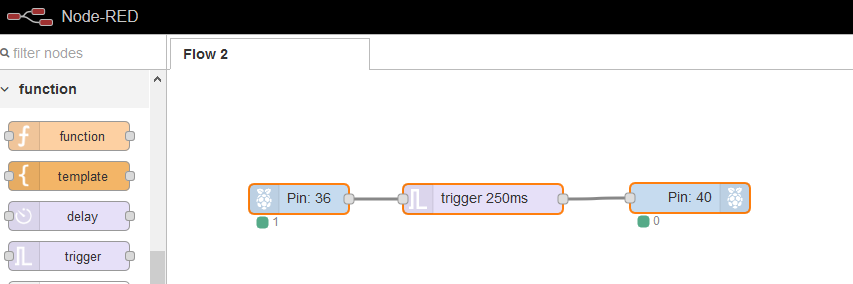 Node-RED
filter nodes
Flow 2
function
function
template
delay
trigger
Pin: 36
1
trigger 250ms
Pin: 40
0